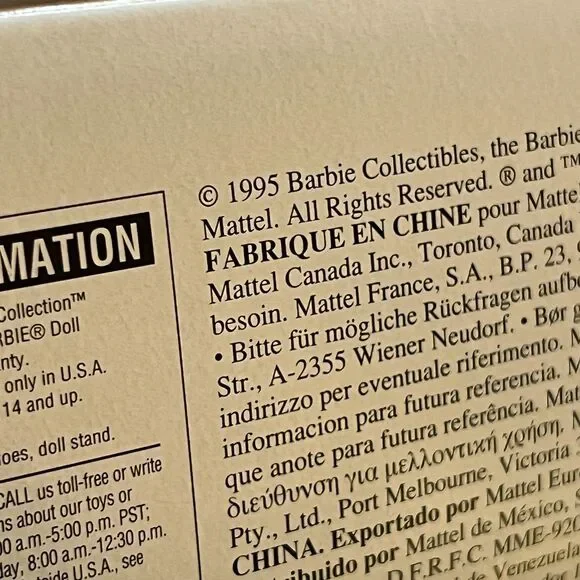 MATION
Collection™
RBIE® Doll
nty.
only in U.S.A.
14 and up.
oes, doll stand.
CALL us toll-free or write
ns about our toys or
00 a.m.-5:00 p.m. PST;
day, 8:00 a.m.-12:30 p.m.
tside U.S.A., see
© 1995 Barbie Collectibles, the Barbie
Mattel. All Rights Reserved. ® and ™
FABRIQUE EN CHINE pour Matte
Mattel Canada Inc., Toronto, Canada
besoin. Mattel France, S.A., B.P. 23,
• Bitte für mögliche Rückfragen aufbe
Str., A-2355 Wiener Neudorf. • Bør g
indirizzo per eventuale riferimento. M
informacion para futura referencia. M
que anote para futura referência. Mat
διεύθυνση για μελλοντική χρήση. M
Pty., Ltd., Port Melbourne, Victoria
CHINA. Exportado por Mattel Eur
tribuido por Mattel de México,
D.F.R.F.C. MME-920
Venezuela